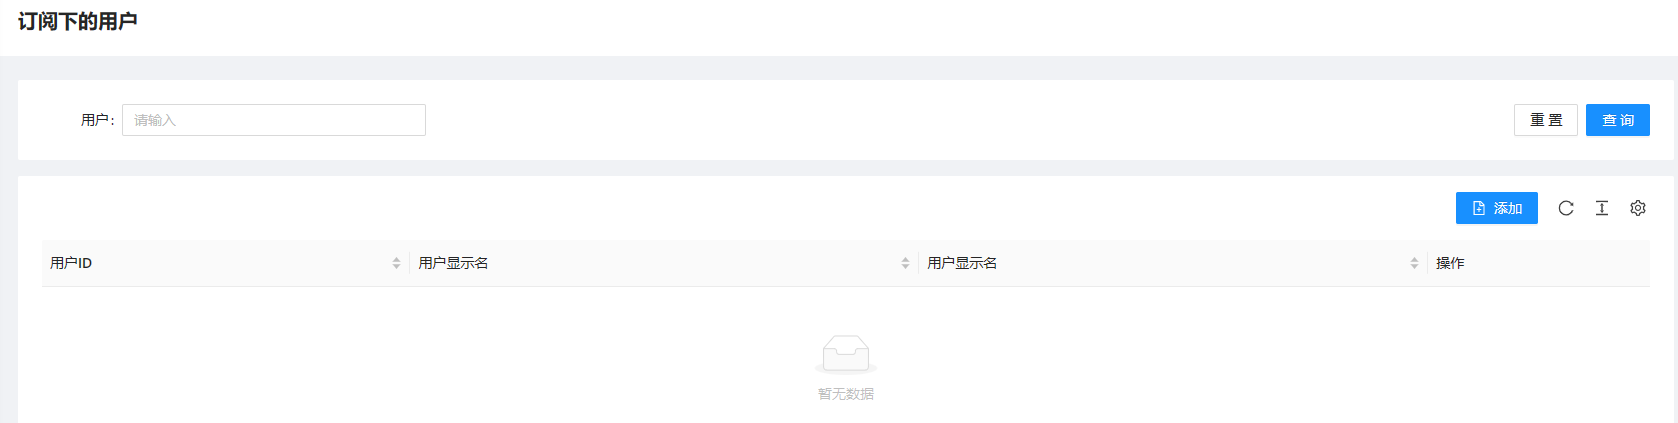 订阅下的用户
用户: 请输入 重 置 查 询
添加
用户ID 用户显示名 用户显示名 操作
暂无数据